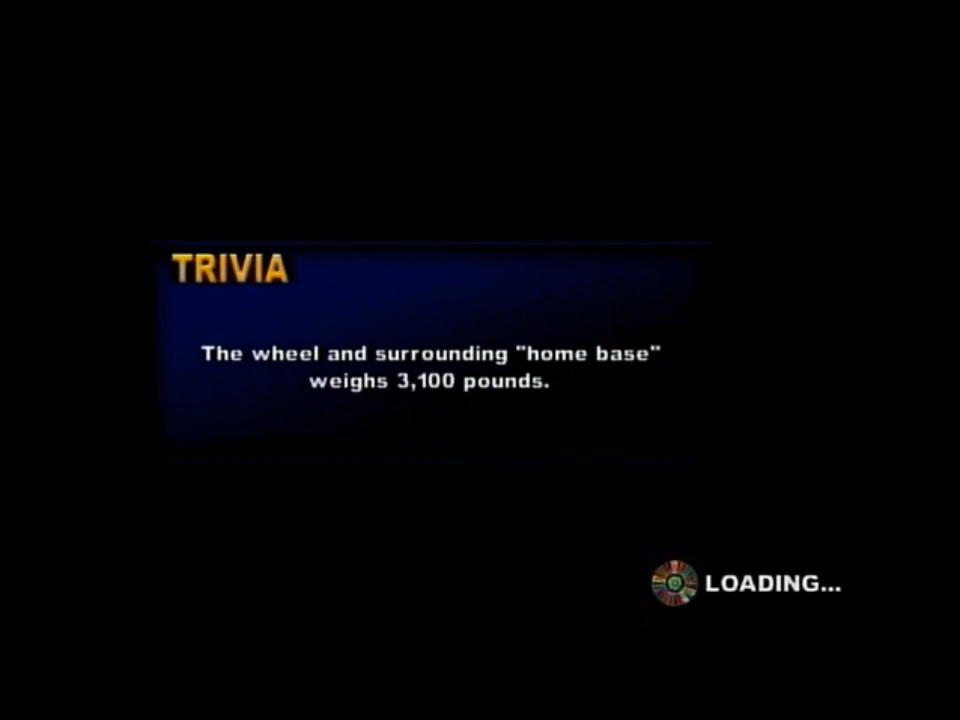 TRIVIA
The wheel and surrounding "home base"
weighs 3,100 pounds.
LOADING...